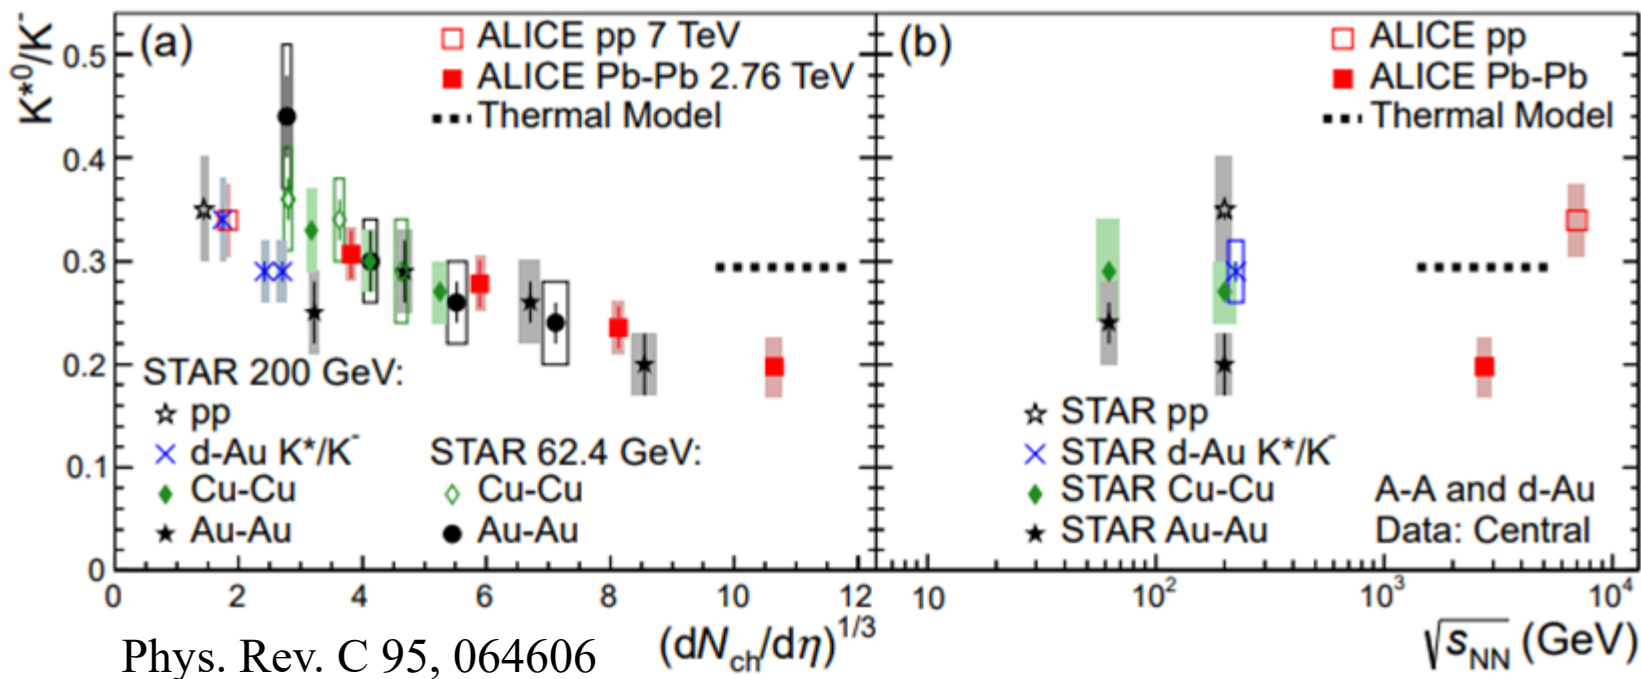 K*⁰/K⁻
(a)
ALICE pp 7 TeV
ALICE Pb-Pb 2.76 TeV
Thermal Model
0.5
0.4
0.3
0.2
0.1
0
STAR 200 GeV:
pp
d-Au K*/K⁻
Cu-Cu
Au-Au
STAR 62.4 GeV:
Cu-Cu
Au-Au
0 2 4 6 8 10 12
(dN_ch/dη)^1/3
(b)
ALICE pp
ALICE Pb-Pb
Thermal Model
STAR pp
STAR d-Au K*/K⁻
STAR Cu-Cu
STAR Au-Au
A-A and d-Au
Data: Central
10 10² 10³ 10⁴
√s_NN (GeV)
Phys. Rev. C 95, 064606